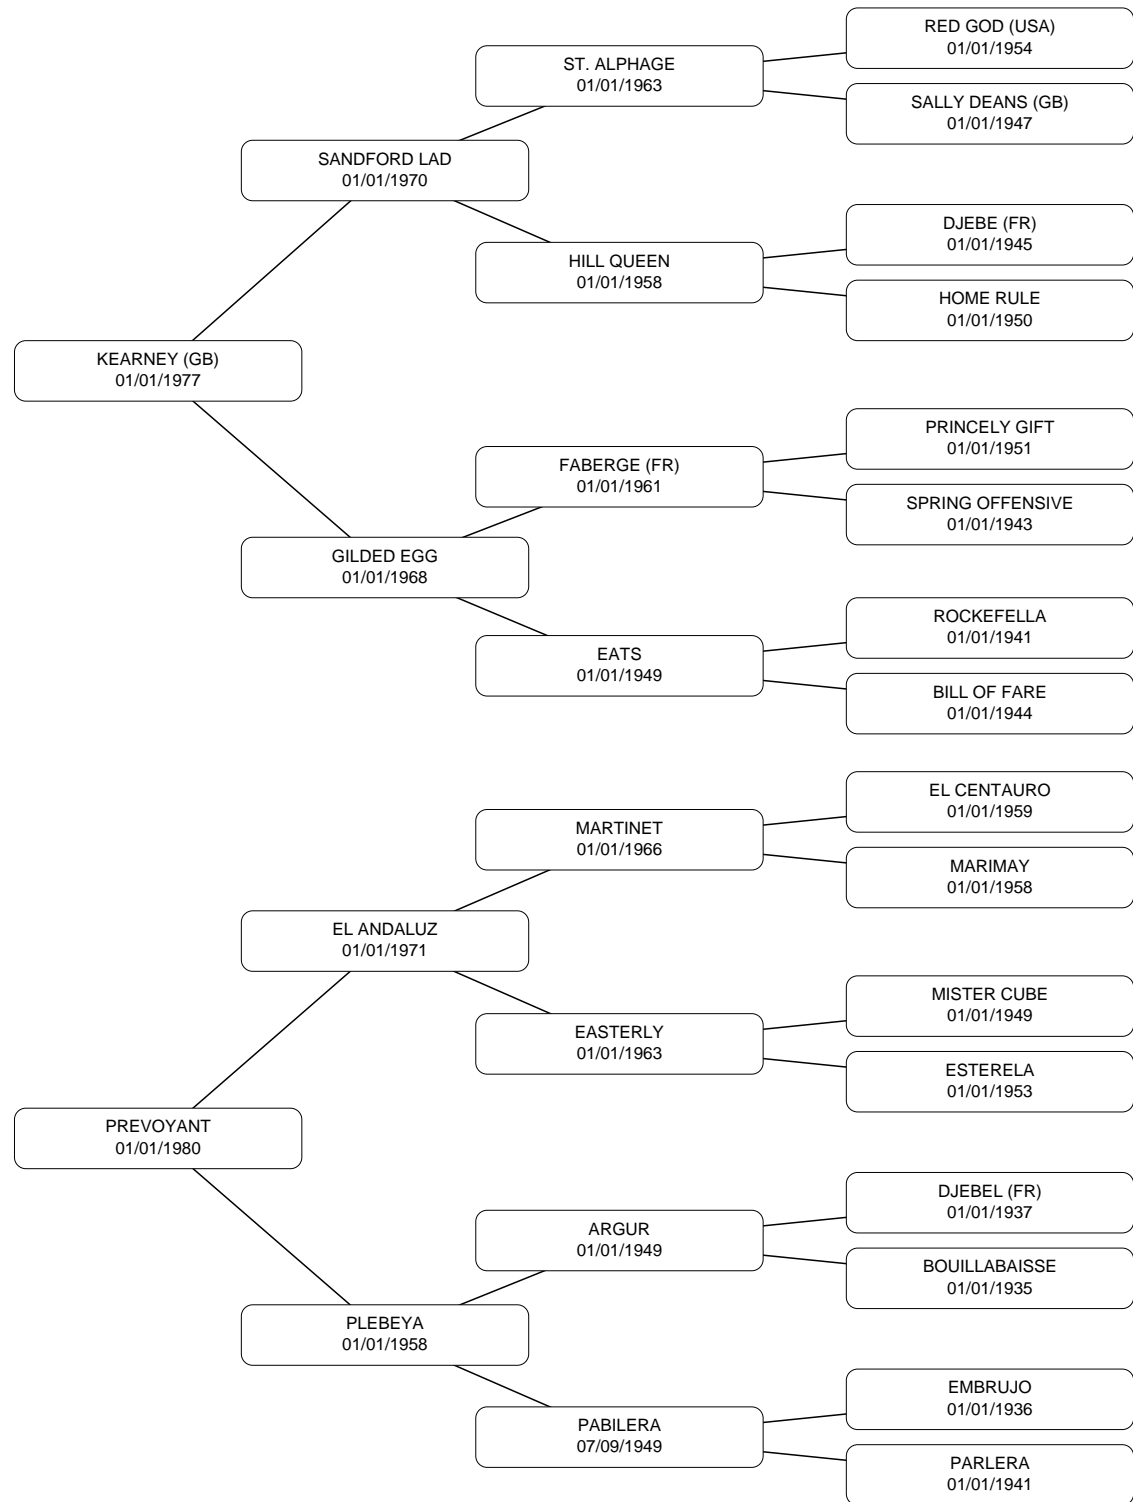 RED GOD (USA)
01/01/1954
ST. ALPHAGE
01/01/1963
SALLY DEANS (GB)
01/01/1947
SANDFORD LAD
01/01/1970
DJEBE (FR)
01/01/1945
HILL QUEEN
01/01/1958
HOME RULE
01/01/1950
KEARNEY (GB)
01/01/1977
PRINCELY GIFT
01/01/1951
FABERGE (FR)
01/01/1961
SPRING OFFENSIVE
01/01/1943
GILDED EGG
01/01/1968
ROCKEFELLA
01/01/1941
EATS
01/01/1949
BILL OF FARE
01/01/1944
EL CENTAURO
01/01/1959
MARTINET
01/01/1966
MARIMAY
01/01/1958
EL ANDALUZ
01/01/1971
MISTER CUBE
01/01/1949
EASTERLY
01/01/1963
ESTERELA
01/01/1953
PREVOYANT
01/01/1980
DJEBEL (FR)
01/01/1937
ARGUR
01/01/1949
BOUILLABAISSE
01/01/1935
PLEBEYA
01/01/1958
EMBRUJO
01/01/1936
PABILERA
07/09/1949
PARLERA
01/01/1941